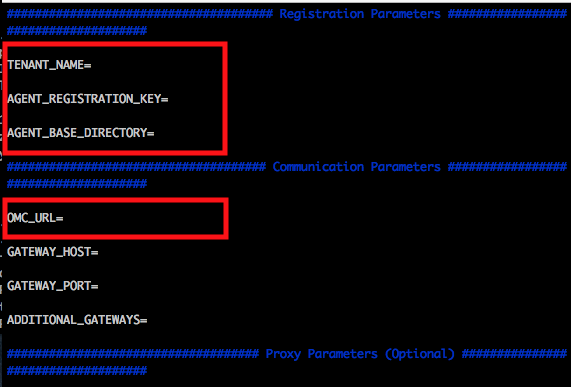 ###################################### Registration Parameters #################
####################
TENANT_NAME=
AGENT_REGISTRATION_KEY=
AGENT_BASE_DIRECTORY=
##################################### Communication Parameters #################
####################
OMC_URL=
GATEWAY_HOST=
GATEWAY_PORT=
ADDITIONAL_GATEWAYS=
#################################### Proxy Parameters (Optional) ###############
####################